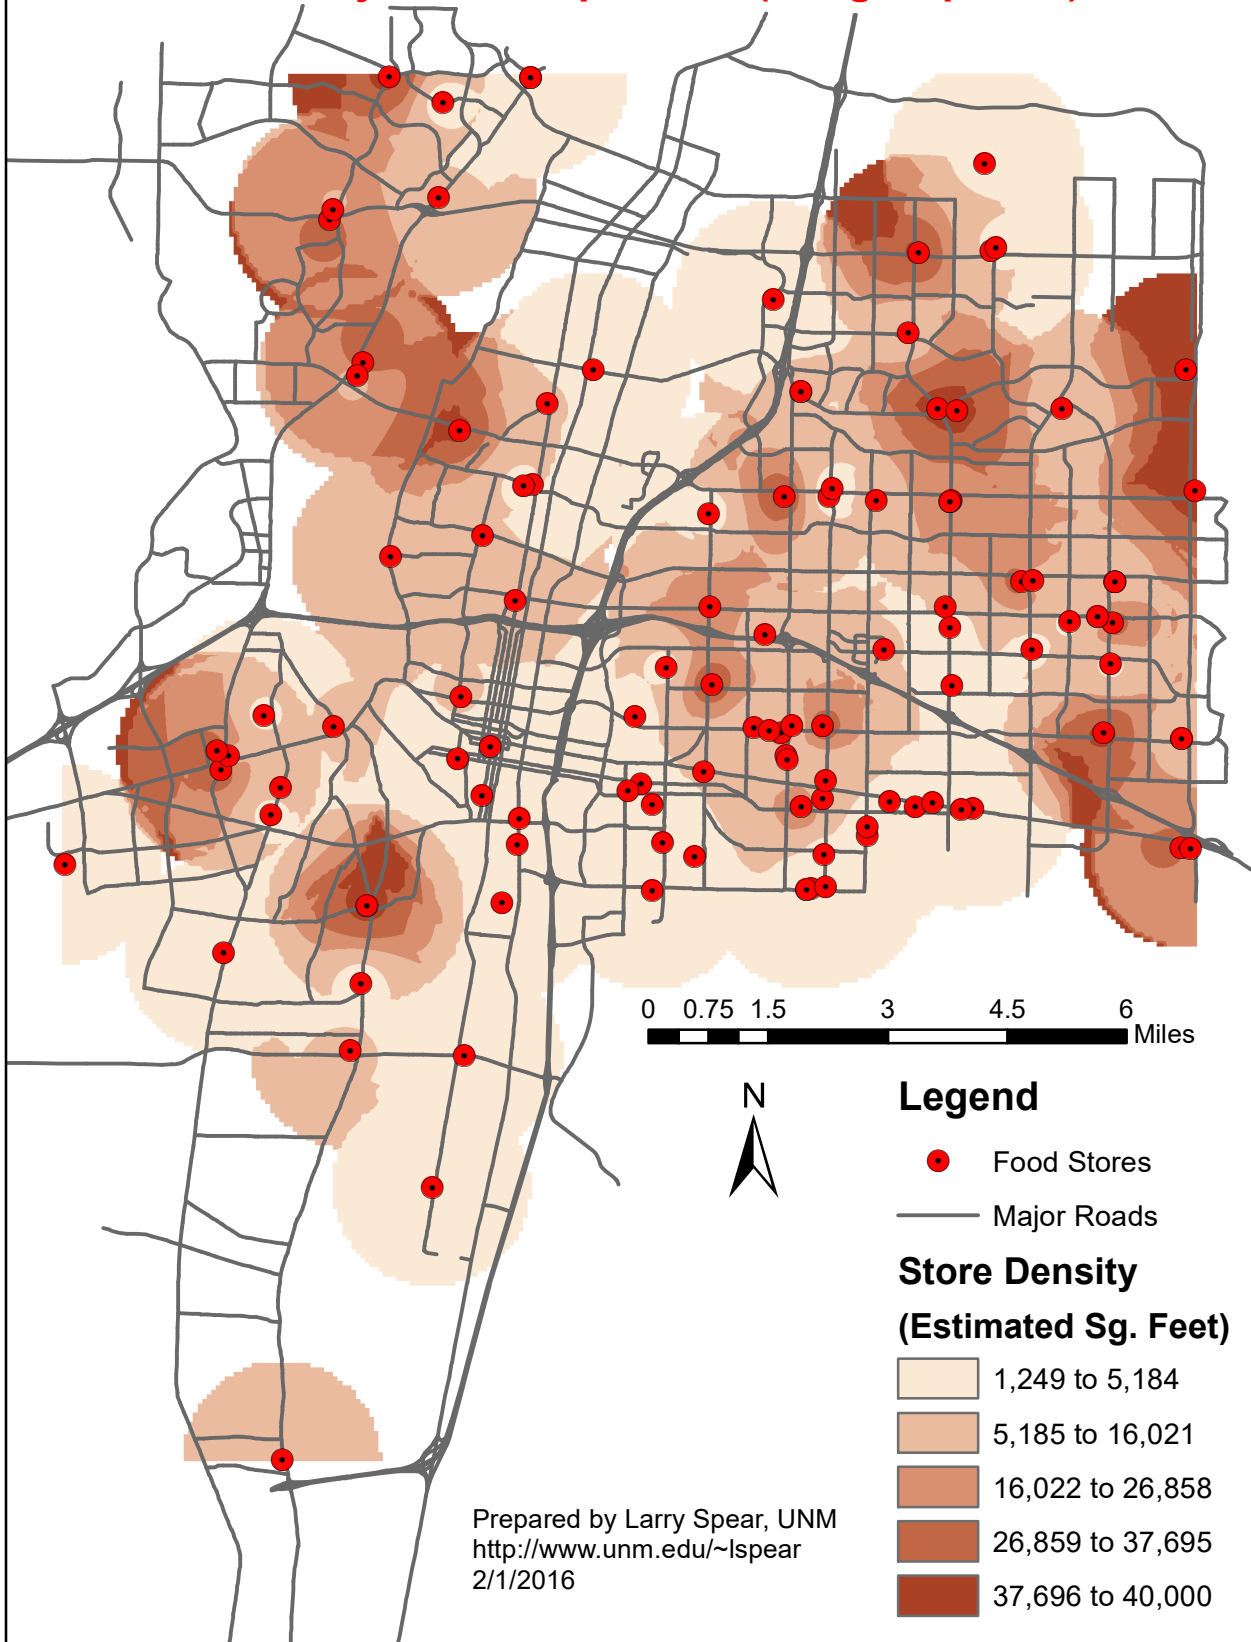 0 0.75 1.5 3 4.5 6
Miles
N
Legend
Food Stores
Major Roads
Store Density
(Estimated Sg. Feet)
1,249 to 5,184
5,185 to 16,021
16,022 to 26,858
26,859 to 37,695
37,696 to 40,000
Prepared by Larry Spear, UNM
http://www.unm.edu/~lspear
2/1/2016